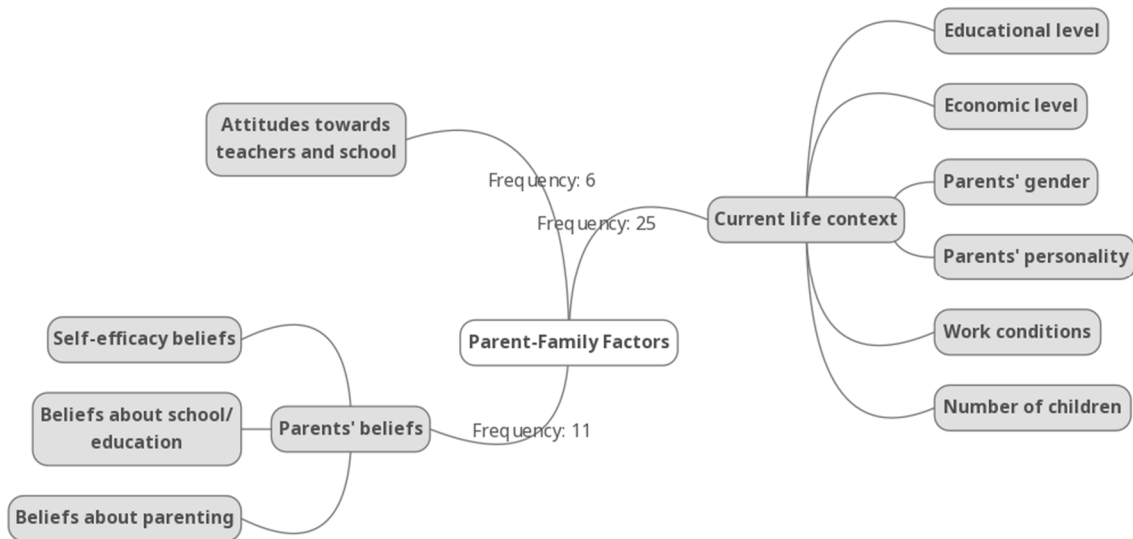 Educational level
Economic level
Attitudes towards
teachers and school
Frequency: 6
Parents' gender
Frequency: 25
Current life context
Parents' personality
Self-efficacy beliefs
Parent-Family Factors
Work conditions
Beliefs about school/
education
Parents' beliefs
Frequency: 11
Number of children
Beliefs about parenting